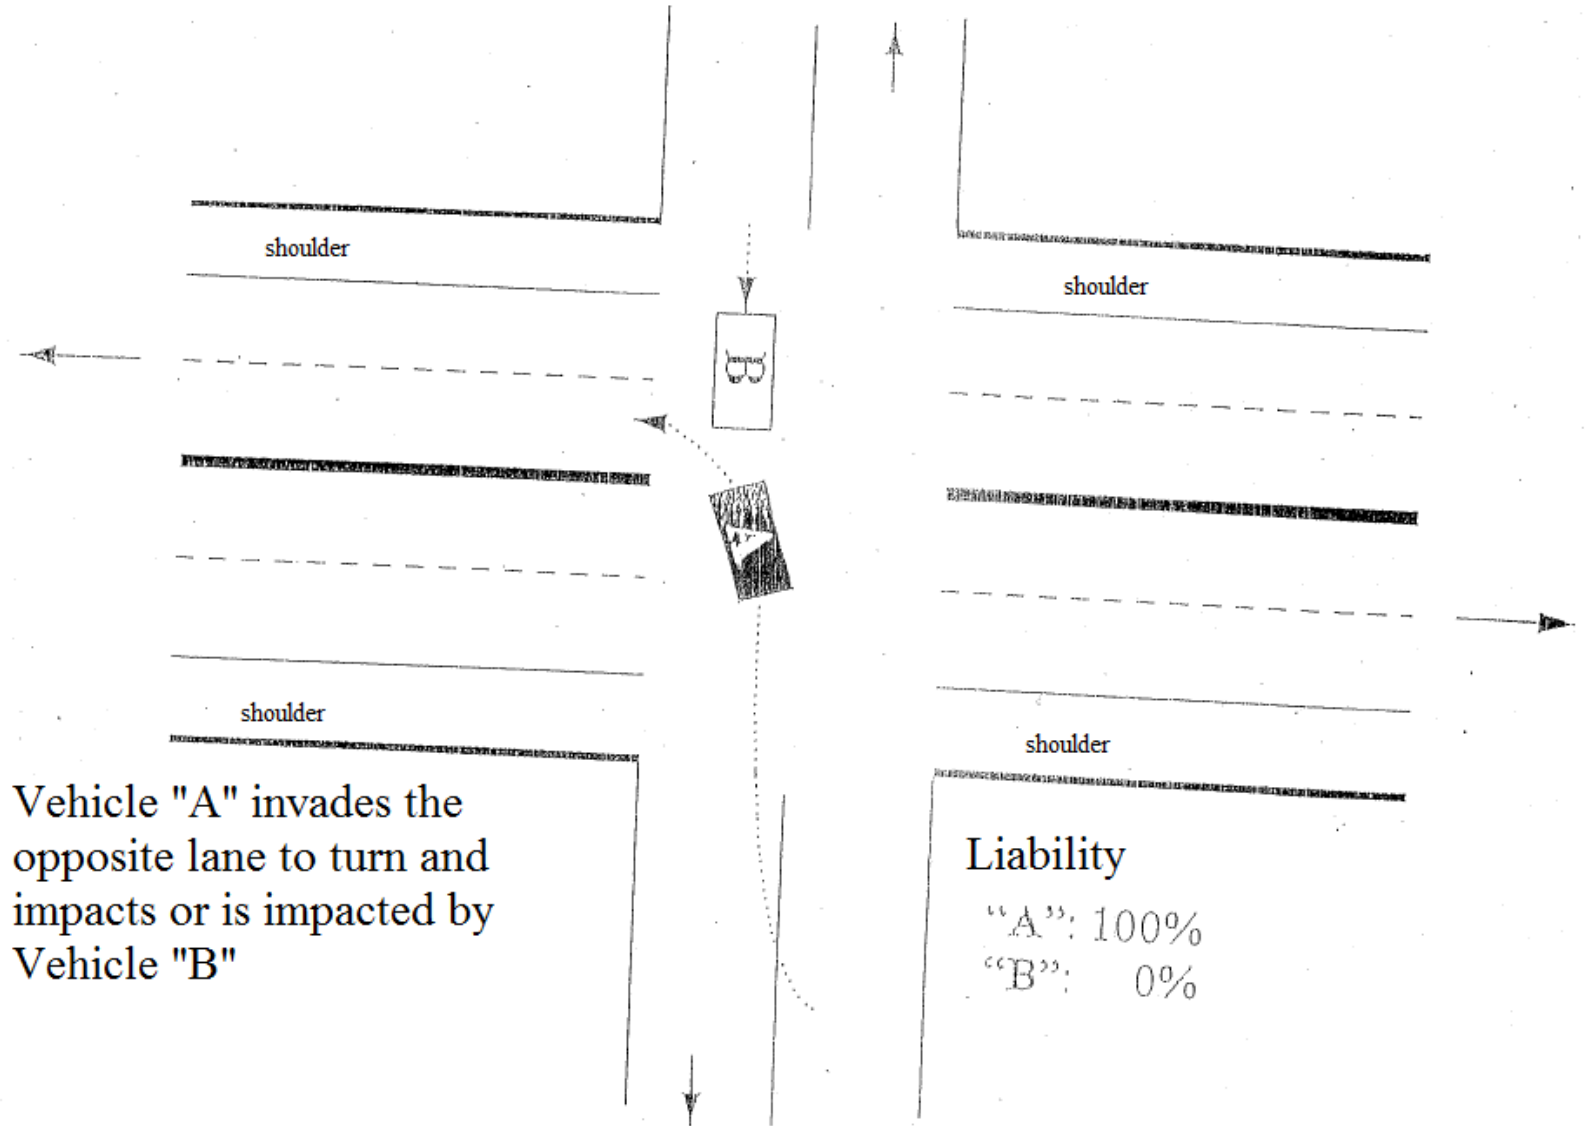 shoulder
shoulder
B
A
shoulder
shoulder
Vehicle "A" invades the
opposite lane to turn and
impacts or is impacted by
Vehicle "B"
Liability
“A”: 100%
“B”: 0%